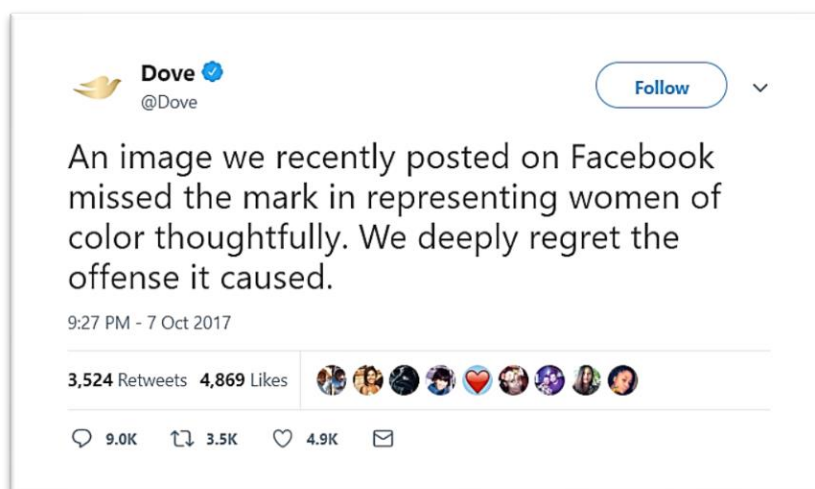 Dove
@Dove
Follow
An image we recently posted on Facebook
missed the mark in representing women of
color thoughtfully. We deeply regret the
offense it caused.
9:27 PM - 7 Oct 2017
3,524 Retweets 4,869 Likes
9.0K 3.5K 4.9K